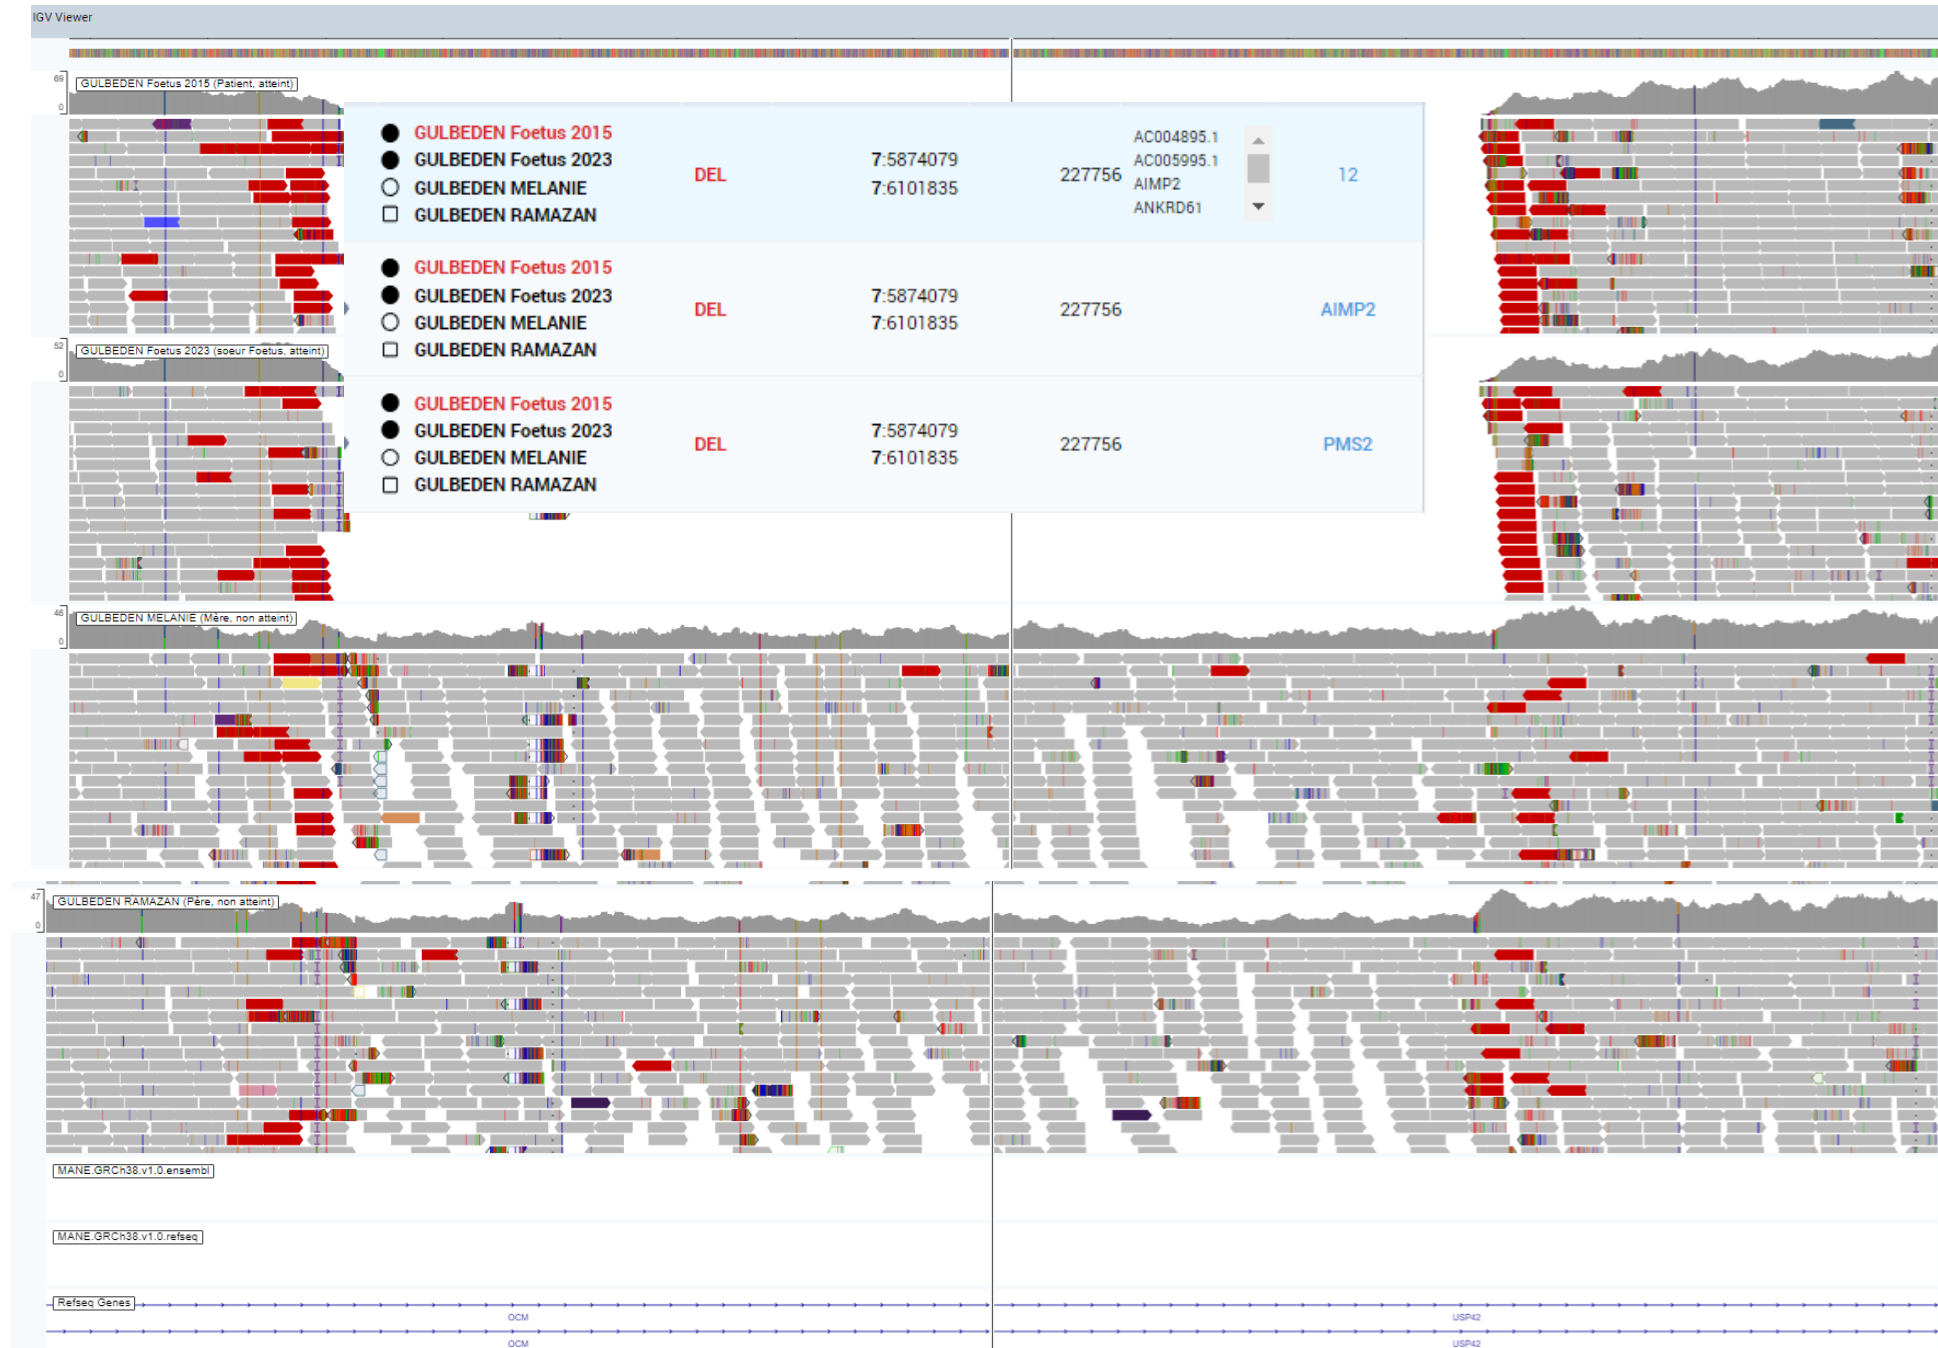 IGV Viewer
69
0
GULBEDEN Foetus 2015 (Patient, atteint)
GULBEDEN Foetus 2015
GULBEDEN Foetus 2023
GULBEDEN MELANIE
GULBEDEN RAMAZAN
DEL
7:5874079
7:6101835
227756
AC004895.1
AC005995.1
AIMP2
ANKRD61
12
GULBEDEN Foetus 2015
GULBEDEN Foetus 2023
GULBEDEN MELANIE
GULBEDEN RAMAZAN
DEL
7:5874079
7:6101835
227756
AIMP2
52
0
GULBEDEN Foetus 2023 (soeur Foetus, atteint)
GULBEDEN Foetus 2015
GULBEDEN Foetus 2023
GULBEDEN MELANIE
GULBEDEN RAMAZAN
DEL
7:5874079
7:6101835
227756
PMS2
46
0
GULBEDEN MELANIE (Mère, non atteint)
47
0
GULBEDEN RAMAZAN (Père, non atteint)
MANE.GRCh38.v1.0.ensembl
MANE.GRCh38.v1.0.refseq
Refseq Genes
OCM
USP42
OCM
USP42